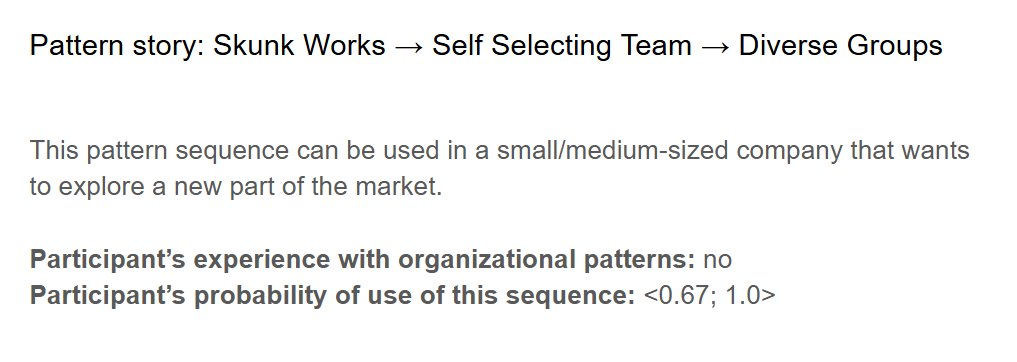 Pattern story: Skunk Works → Self Selecting Team → Diverse Groups
This pattern sequence can be used in a small/medium-sized company that wants
to explore a new part of the market.
Participant’s experience with organizational patterns: no
Participant’s probability of use of this sequence: <0.67; 1.0>